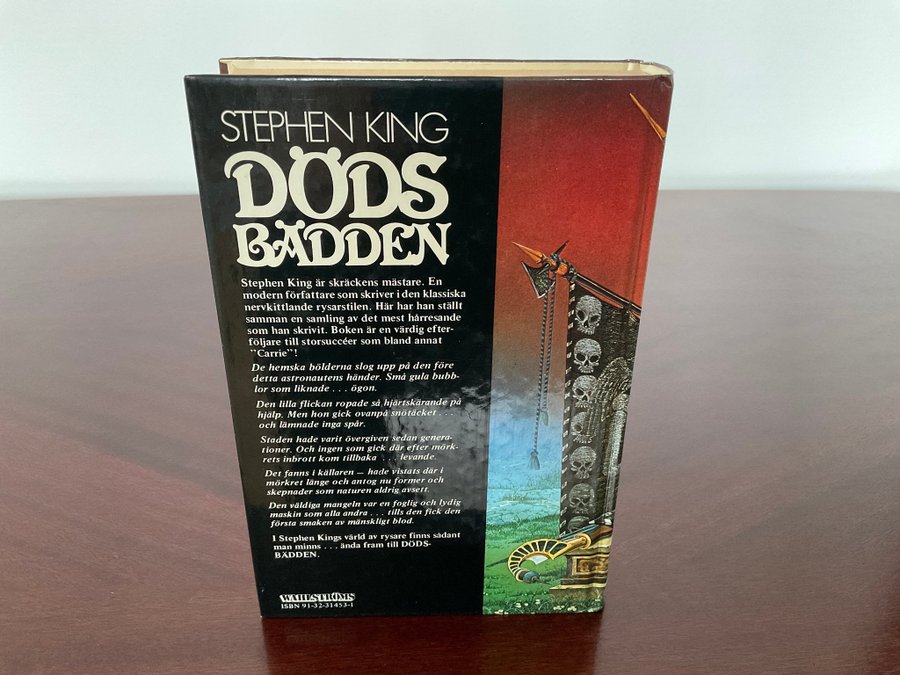 STEPHEN KING
DÖDS
BÄDDEN
Stephen King är skräckens mästare. En
modern författare som skriver i den klassiska
nervkittlande rysarstilen. Här har han ställt
samman en samling av det mest hårresande
som han skrivit. Boken är en värdig efter-
följare till storsuccéer som bland annat
"Carrie"!
De hemska bölderna slog upp på den före
detta astronautens händer. Små gula bubb-
lor som liknade . . . ögon.
Den lilla flickan ropade så hjärtskärande på
hjälp. Men hon gick ovanpå snötäcket . . .
och lämnade inga spår.
Staden hade varit övergiven sedan genera-
tioner. Och ingen som gick där efter mörk-
rets inbrott kom tillbaka . . . levande.
Det fanns i källaren – hade vistats där i
mörkret länge och antog nu former och
skepnader som naturen aldrig avsett.
Den väldiga mangeln var en foglig och lydig
maskin som alla andra . . . tills den fick den
första smaken av mänskligt blod.
I Stephen Kings värld av rysare finns sådant
man minns . . . ända fram till DÖDS-
BÄDDEN.
WAHLSTRÖMS
ISBN 91-32-31453-1